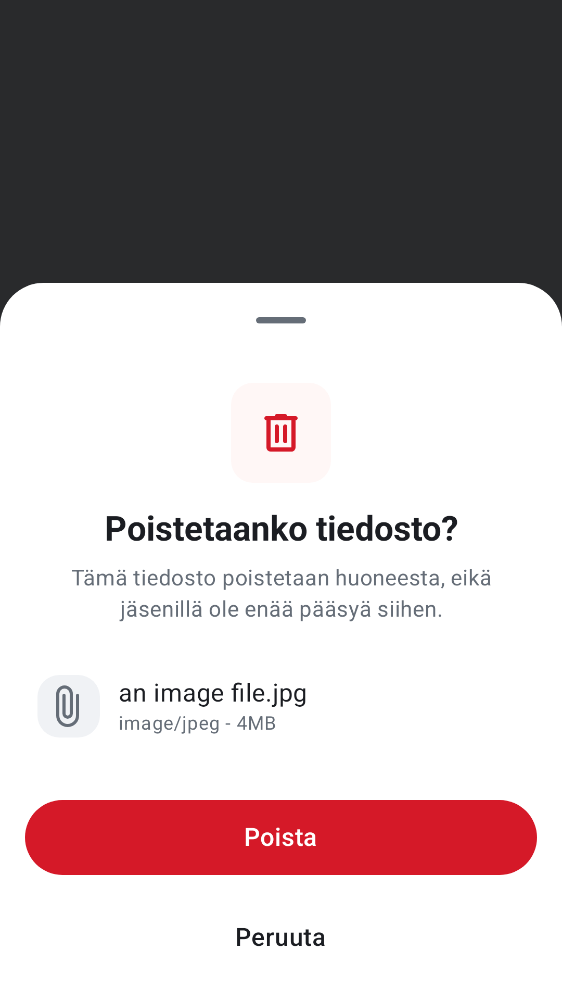 Poistetaanko tiedosto?
Tämä tiedosto poistetaan huoneesta, eikä
jäsenillä ole enää pääsyä siihen.
an image file.jpg
image/jpeg - 4MB
Poista
Peruuta